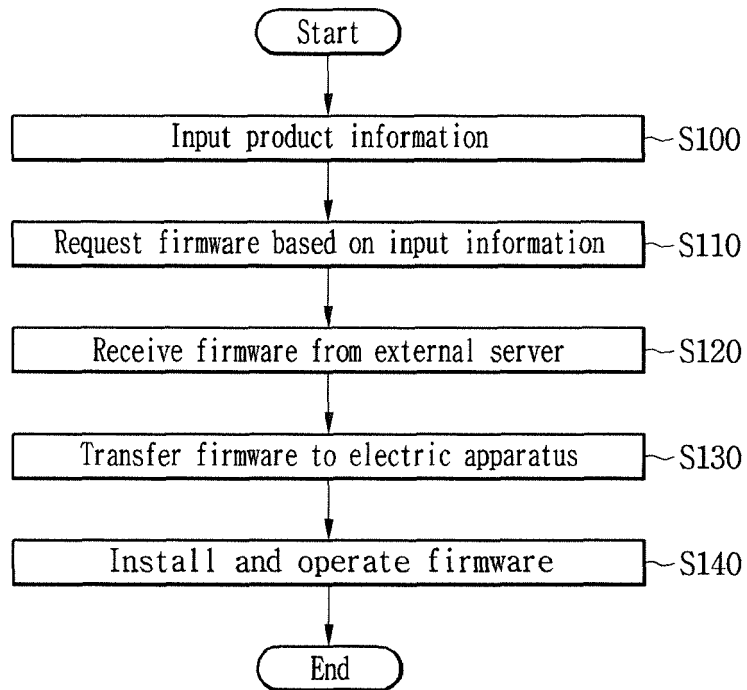 Start
Input product information
S100
Request firmware based on input information
S110
Receive firmware from external server
S120
Transfer firmware to electric apparatus
S130
Install and operate firmware
S140
End